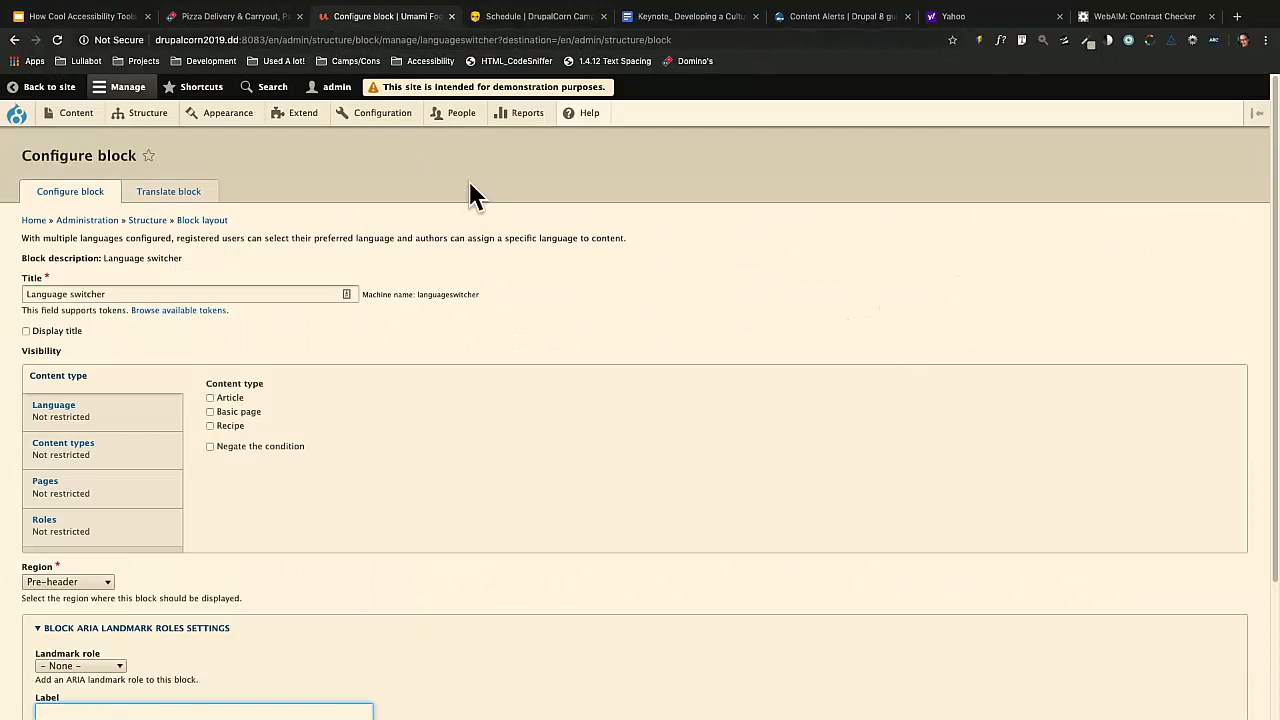 How Cool Accessibility Tools
Pizza Delivery & Carryout, P
Configure block | Umami Foo
Schedule | DrupalCorn Camp
Keynote_ Developing a Cultu
Content Alerts | Drupal 8 gui
Yahoo
WebAIM: Contrast Checker
Not Secure drupalcorn2019.dd:8083/en/admin/structure/block/manage/languageswitcher?destination=/en/admin/structure/block
Apps Lullabot Projects Development Used A lot! Camps/Cons Accessibility HTML_CodeSniffer 1.4.12 Text Spacing Domino's
Back to site Manage Shortcuts Search admin This site is intended for demonstration purposes.
Content Structure Appearance Extend Configuration People Reports Help
Configure block
Configure block Translate block
Home » Administration » Structure » Block layout
With multiple languages configured, registered users can select their preferred language and authors can assign a specific language to content.
Block description: Language switcher
Title *
Language switcher Machine name: languageswitcher
This field supports tokens. Browse available tokens.
Display title
Visibility
Content type
Language
Not restricted
Content types
Not restricted
Pages
Not restricted
Roles
Not restricted
Content type
Article
Basic page
Recipe
Negate the condition
Region *
Pre-header
Select the region where this block should be displayed.
BLOCK ARIA LANDMARK ROLES SETTINGS
Landmark role
- None -
Add an ARIA landmark role to this block.
Label